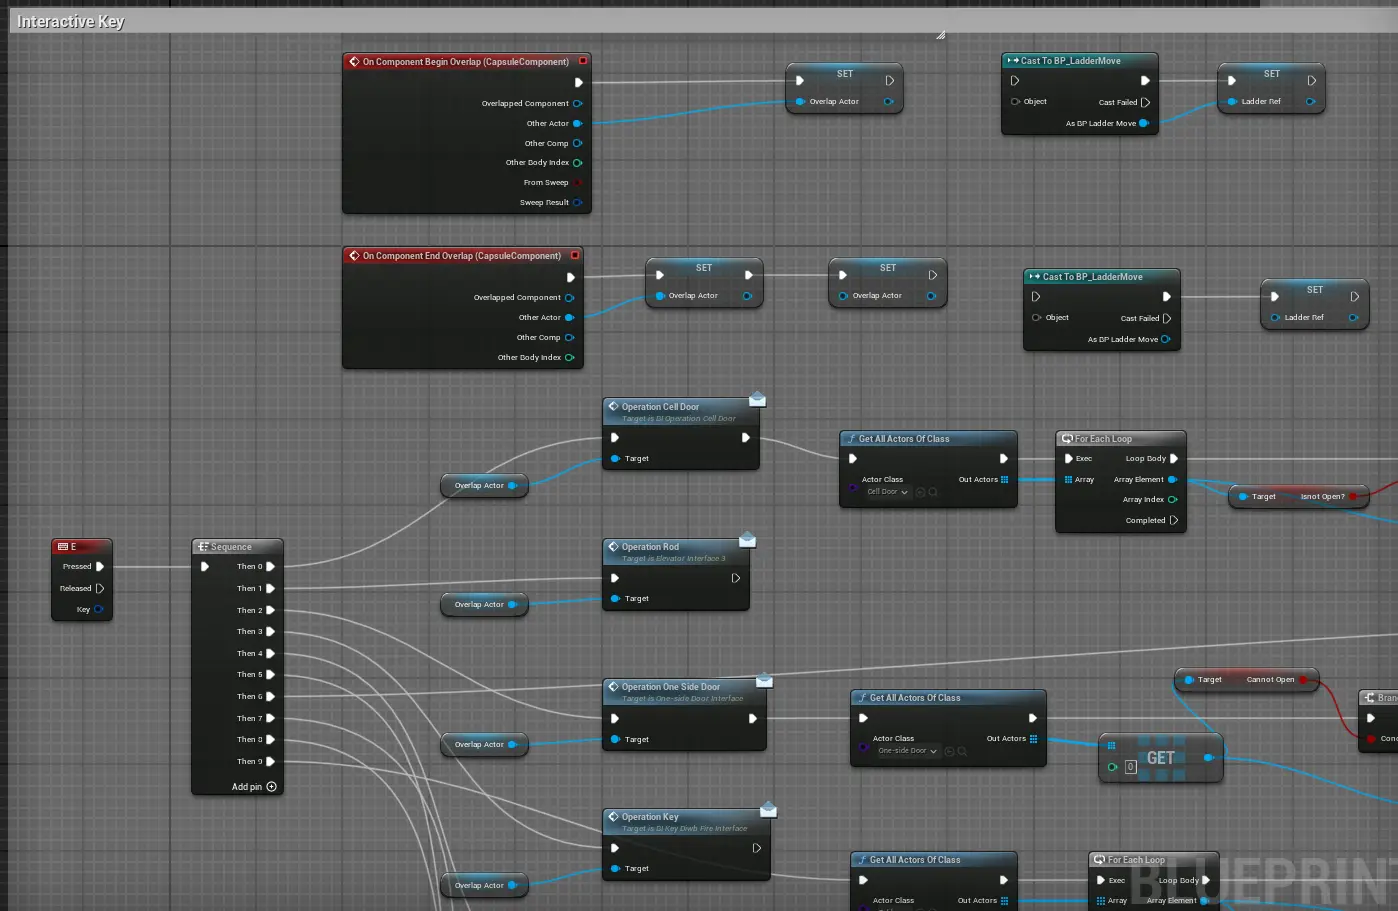 Interactive Key
On Component Begin Overlap (CapsuleComponent)
Overlapped Component
Other Actor
Other Comp
Other Body Index
From Sweep
Sweep Result
SET
Overlap Actor
Cast To BP_LadderMove
Object
Cast Failed
As BP Ladder Move
SET
Ladder Ref
On Component End Overlap (CapsuleComponent)
Overlapped Component
Other Actor
Other Comp
Other Body Index
SET
Overlap Actor
SET
Overlap Actor
Cast To BP_LadderMove
Object
Cast Failed
As BP Ladder Move
SET
Ladder Ref
Operation Cell Door
Target is BI Operation Cell Door
Target
Overlap Actor
Get All Actors Of Class
Actor Class
Cell Door
Out Actors
For Each Loop
Exec
Loop Body
Array
Array Element
Array Index
Completed
Target
Isnot Open?
E
Pressed
Released
Key
Sequence
Then 0
Then 1
Then 2
Then 3
Then 4
Then 5
Then 6
Then 7
Then 8
Then 9
Add pin
Operation Rod
Target is Elevator Interface 3
Target
Overlap Actor
Operation One Side Door
Target is One-side Door Interface
Target
Overlap Actor
Get All Actors Of Class
Actor Class
One-side Door
Out Actors
Target
Cannot Open
GET
0
Bran
Cond
Operation Key
Target is BI Key Diwb Fire Interface
Target
Overlap Actor
Get All Actors Of Class
Actor Class
Out Actors
For Each Loop
Exec
Loop Body
Array
Array Element
BLUEPRIN